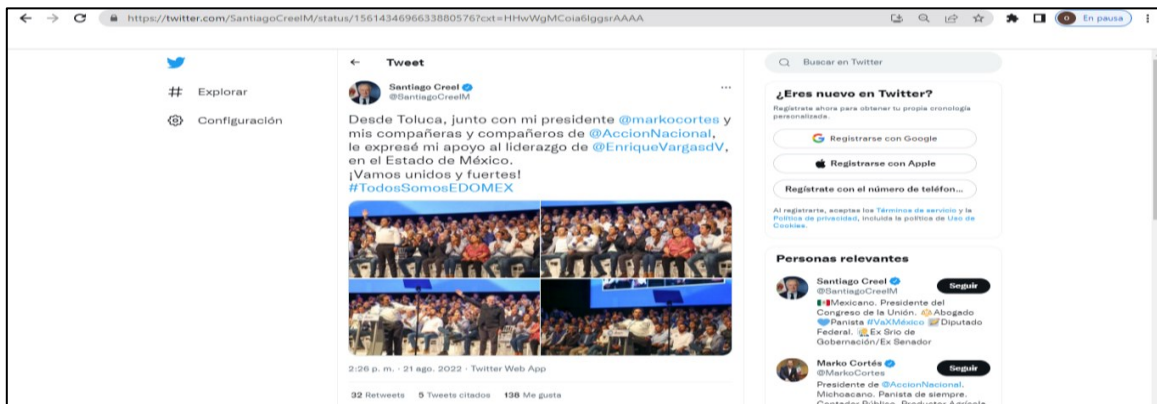 https://twitter.com/SantiagoCreelM/status/1561434696633880576?cxt=HHwWgMCoia6IggsrAAAA
En pausa
Explorar
Configuración
Tweet
Santiago Creel
@SantiagoCreelM
Desde Toluca, junto con mi presidente @markocortes y
mis compañeras y compañeros de @AccionNacional,
le expresé mi apoyo al liderazgo de @EnriqueVargasdV,
en el Estado de México.
¡Vamos unidos y fuertes!
#TodosSomosEDOMEX
2:26 p. m. · 21 ago. 2022 · Twitter Web App
32 Retweets 5 Tweets citados 138 Me gusta
Buscar en Twitter
¿Eres nuevo en Twitter?
Regístrate ahora para obtener tu propia cronología
personalizada.
Registrarse con Google
Registrarse con Apple
Regístrate con el número de teléfon...
Al registrarte, aceptas los Términos de servicio y la
Política de privacidad, incluida la política de Uso de
Cookies.
Personas relevantes
Santiago Creel
@SantiagoCreelM
Seguir
Mexicano. Presidente del
Congreso de la Unión. Abogado
Panista #VaXMéxico Diputado
Federal. Ex Srio de
Gobernación/Ex Senador
Marko Cortés
@MarkoCortes
Seguir
Presidente de @AccionNacional.
Michoacano. Panista de siempre.
Contador Público. Productor Agrícola